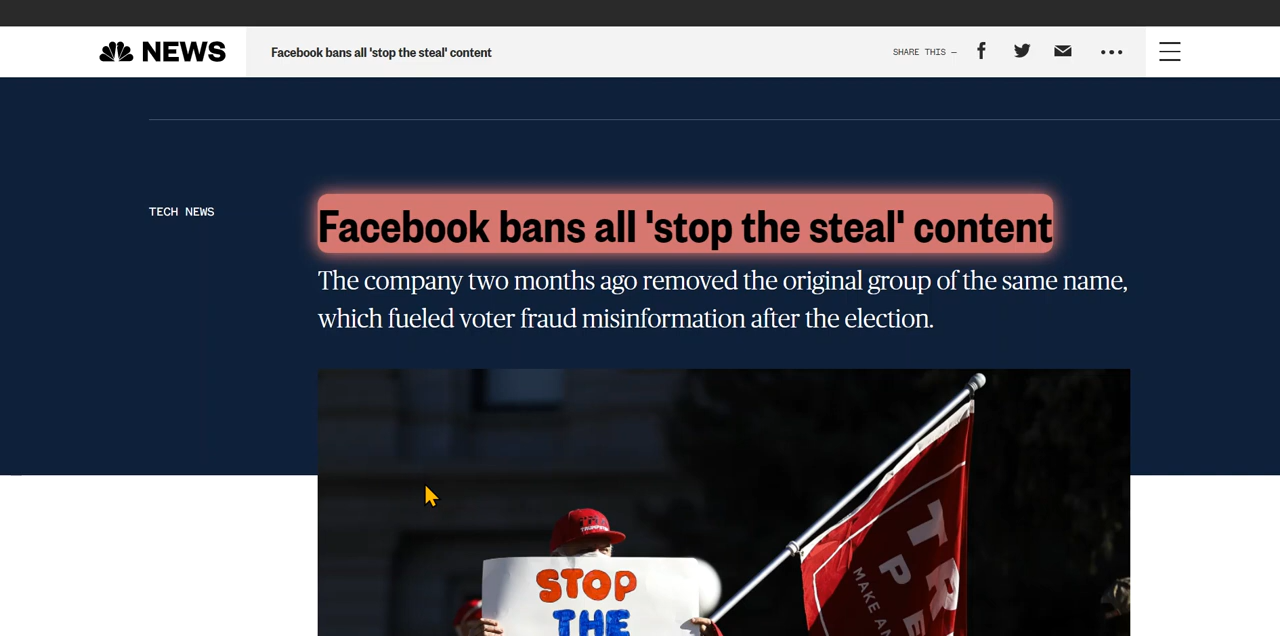 NEWS
Facebook bans all 'stop the steal' content
SHARE THIS —
TECH NEWS
Facebook bans all 'stop the steal' content
The company two months ago removed the original group of the same name,
which fueled voter fraud misinformation after the election.
STOP
THE
MAKE